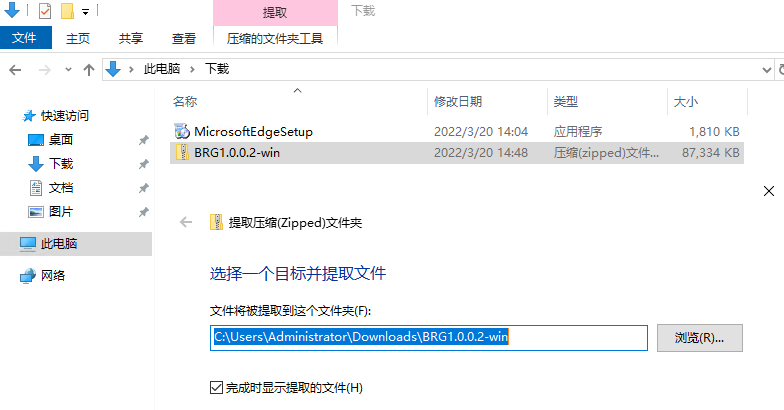 提取 下载
文件 主页 共享 查看 压缩的文件夹工具
此电脑 下载
名称 修改日期 类型 大小
快速访问
MicrosoftEdgeSetup 2022/3/20 14:04 应用程序 1,810 KB
桌面
BRG1.0.0.2-win 2022/3/20 14:48 压缩(zipped)文件... 87,334 KB
下载
文档
图片
此电脑
网络
提取压缩(Zipped)文件夹
选择一个目标并提取文件
文件将被提取到这个文件夹(F):
C:\Users\Administrator\Downloads\BRG1.0.0.2-win 浏览(R)...
完成时显示提取的文件(H)